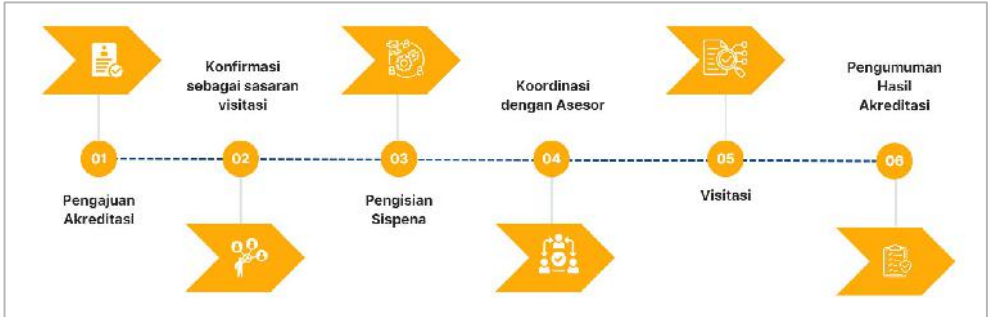 01
Pengajuan
Akreditasi
Konfirmasi
sebagai sasaran
visitasi
02
03
Pengisian
Sispena
Koordinasi
dengan Asesor
04
05
Visitasi
Pengumuman
Hasil
Akreditasi
06